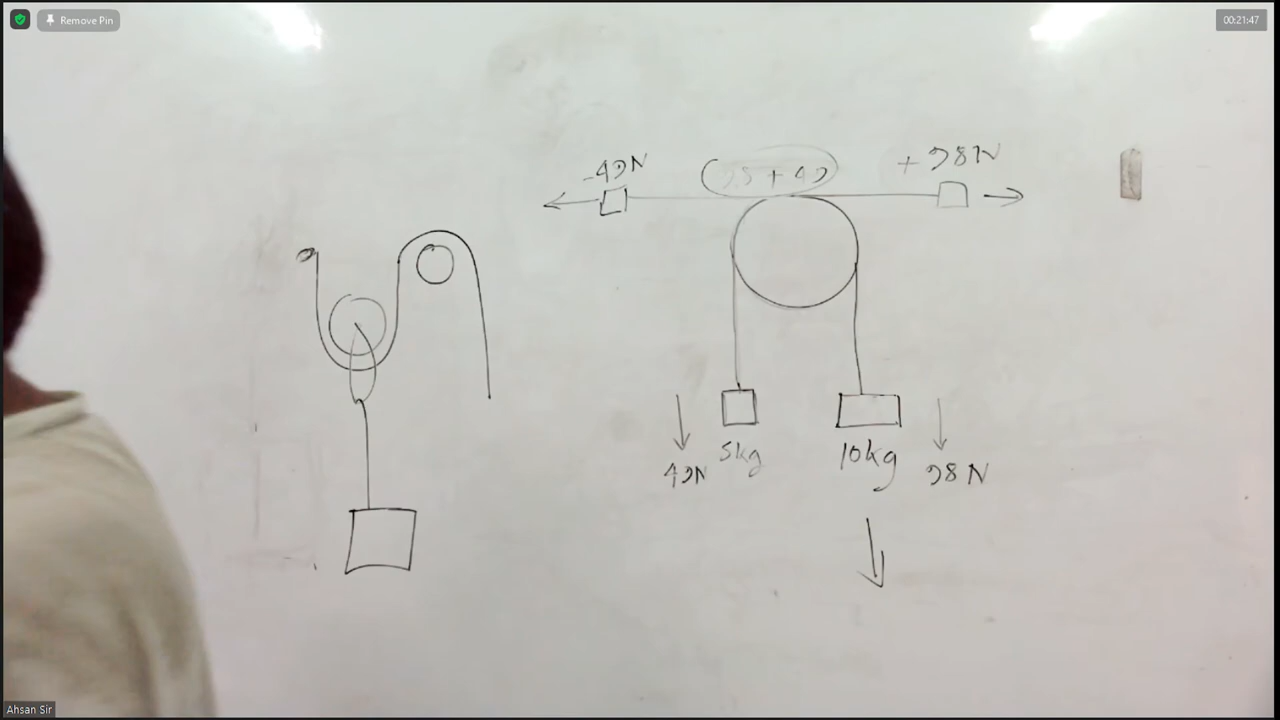 Remove Pin
00:21:47
-49N
(98 + 49)
+ 98N
5kg
10kg
49N
98N
Ahsan Sir